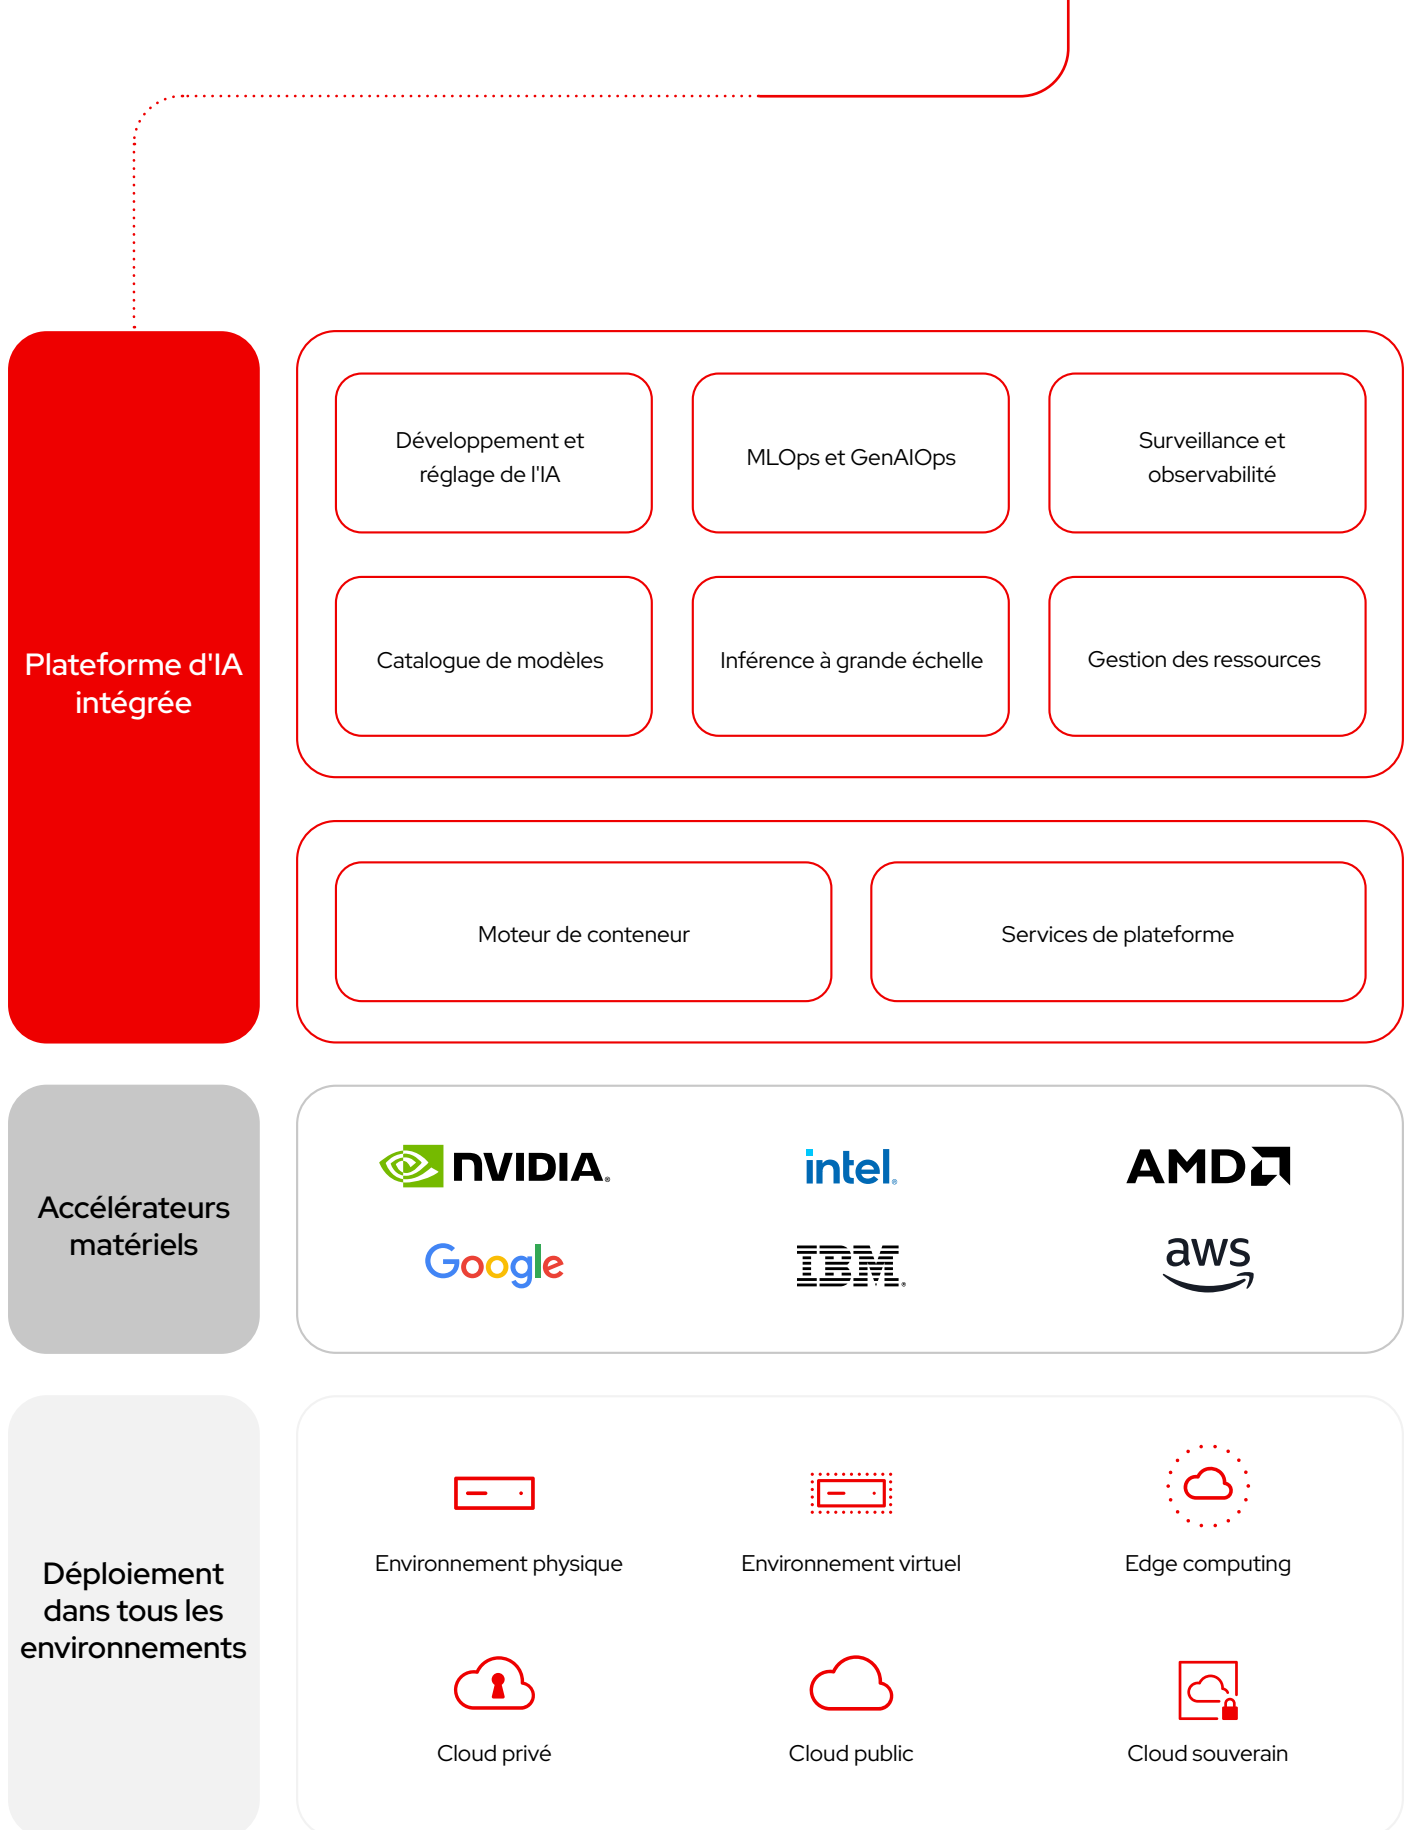 Plateforme d'IA
intégrée
Développement et
réglage de l'IA
MLOps et GenAIOps
Surveillance et
observabilité
Catalogue de modèles
Inférence à grande échelle
Gestion des ressources
Moteur de conteneur
Services de plateforme
Accélérateurs
matériels
NVIDIA®
intel®
AMD
Google
IBM®
aws
Déploiement
dans tous les
environnements
Environnement physique
Environnement virtuel
Edge computing
Cloud privé
Cloud public
Cloud souverain